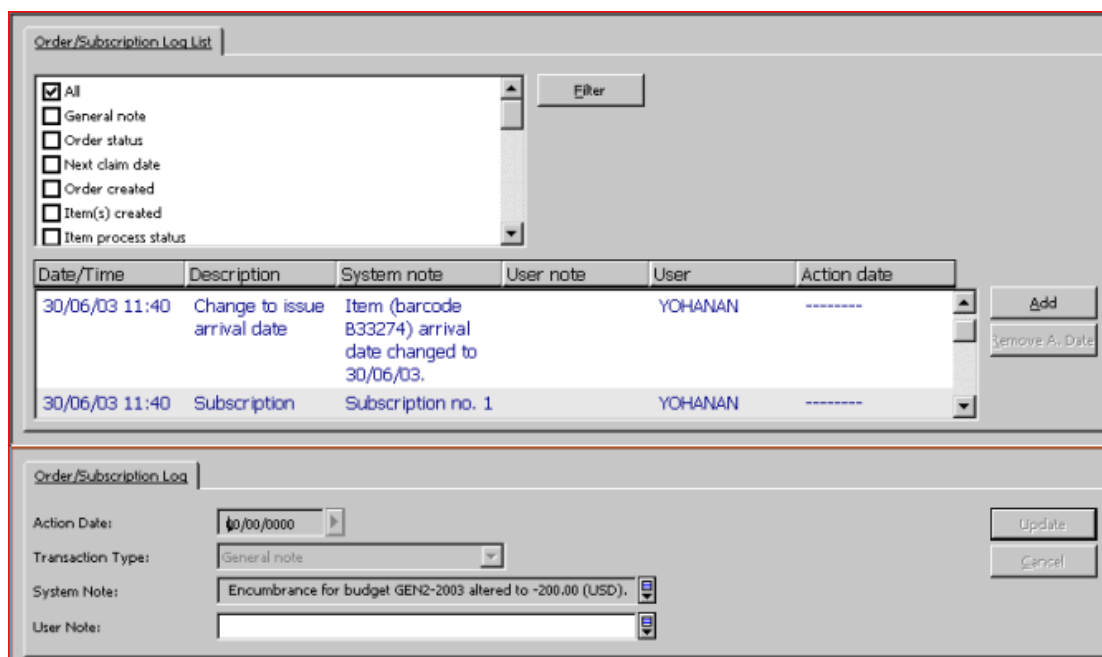 Order/Subscription Log List
All
General note
Order status
Next claim date
Order created
Item(s) created
Item process status
Filter
Date/Time Description System note User note User Action date
30/06/03 11:40 Change to issue Item (barcode YOHANAN --------
arrival date B33274) arrival
date changed to
30/06/03.
30/06/03 11:40 Subscription Subscription no. 1 YOHANAN --------
Add
Remove A. Date
Order/Subscription Log
Action Date: 00/00/0000
Transaction Type: General note
System Note: Encumbrance for budget GEN2-2003 altered to -200.00 (USD).
User Note:
Update
Cancel